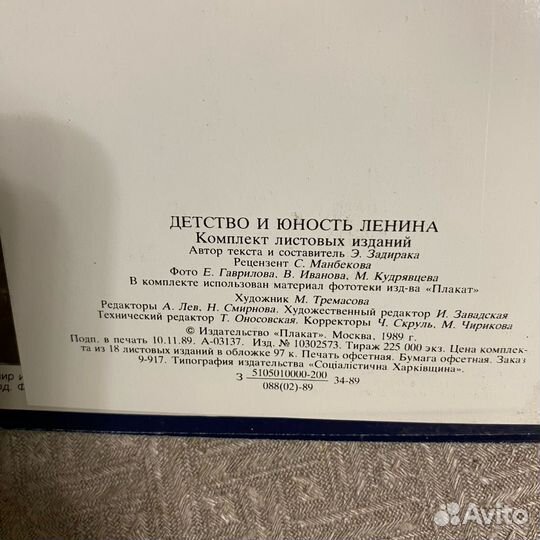 ДЕТСТВО И ЮНОСТЬ ЛЕНИНА
Комплект листовых изданий
Автор текста и составитель Э. Задирака
Рецензент С. Манбекова
Фото Е. Гаврилова, В. Иванова, М. Кудрявцева
В комплекте использован материал фототеки изд-ва «Плакат»
Художник М. Тремасова
Редакторы А. Лев, Н. Смирнова. Художественный редактор И. Завадская
Технический редактор Т. Оносовская. Корректоры Ч. Скруль, М. Чирикова
© Издательство «Плакат». Москва, 1989 г.
Подп. в печать 10.11.89. А-03137. Изд. № 10302573. Тираж 225 000 экз. Цена комплек-
та из 18 листовых изданий в обложке 97 к. Печать офсетная. Бумага офсетная. Заказ
9-917. Типография издательства «Соціалістична Харківщина».
З 5105010000-200 34-89
088(02)-89
Avito